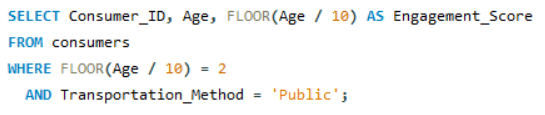 SELECT Consumer_ID, Age, FLOOR(Age / 10) AS Engagement_Score
FROM consumers
WHERE FLOOR(Age / 10) = 2
  AND Transportation_Method = 'Public';